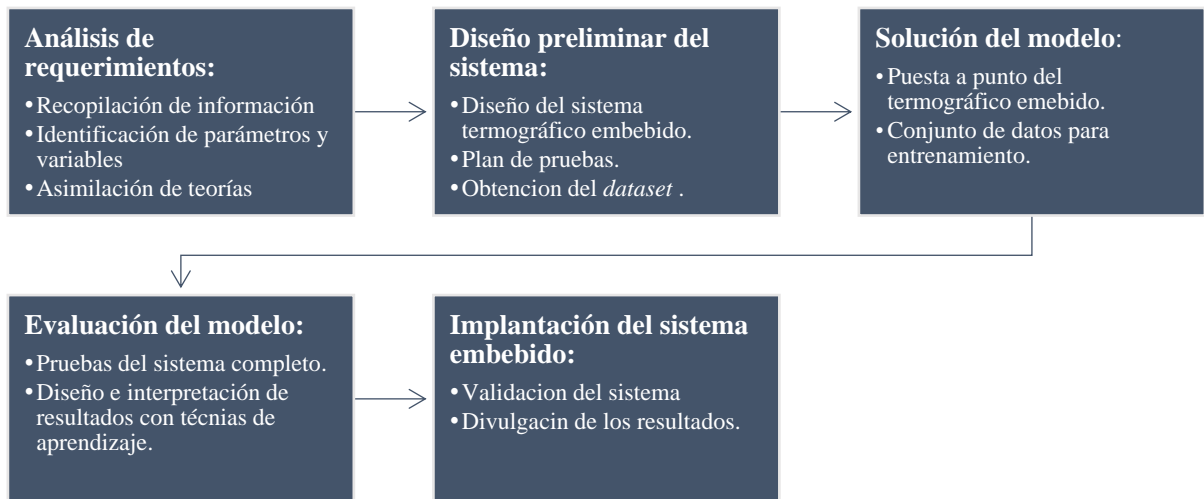 Análisis de
requerimientos:
•Recopilación de información
•Identificación de parámetros y
variables
•Asimilación de teorías
Diseño preliminar del
sistema:
•Diseño del sistema
termográfico embebido.
•Plan de pruebas.
•Obtencion del dataset .
Solución del modelo:
•Puesta a punto del
termográfico emebido.
•Conjunto de datos para
entrenamiento.
Evaluación del modelo:
•Pruebas del sistema completo.
•Diseño e interpretación de
resultados con técnias de
aprendizaje.
Implantación del sistema
embebido:
•Validacion del sistema
•Divulgacin de los resultados.